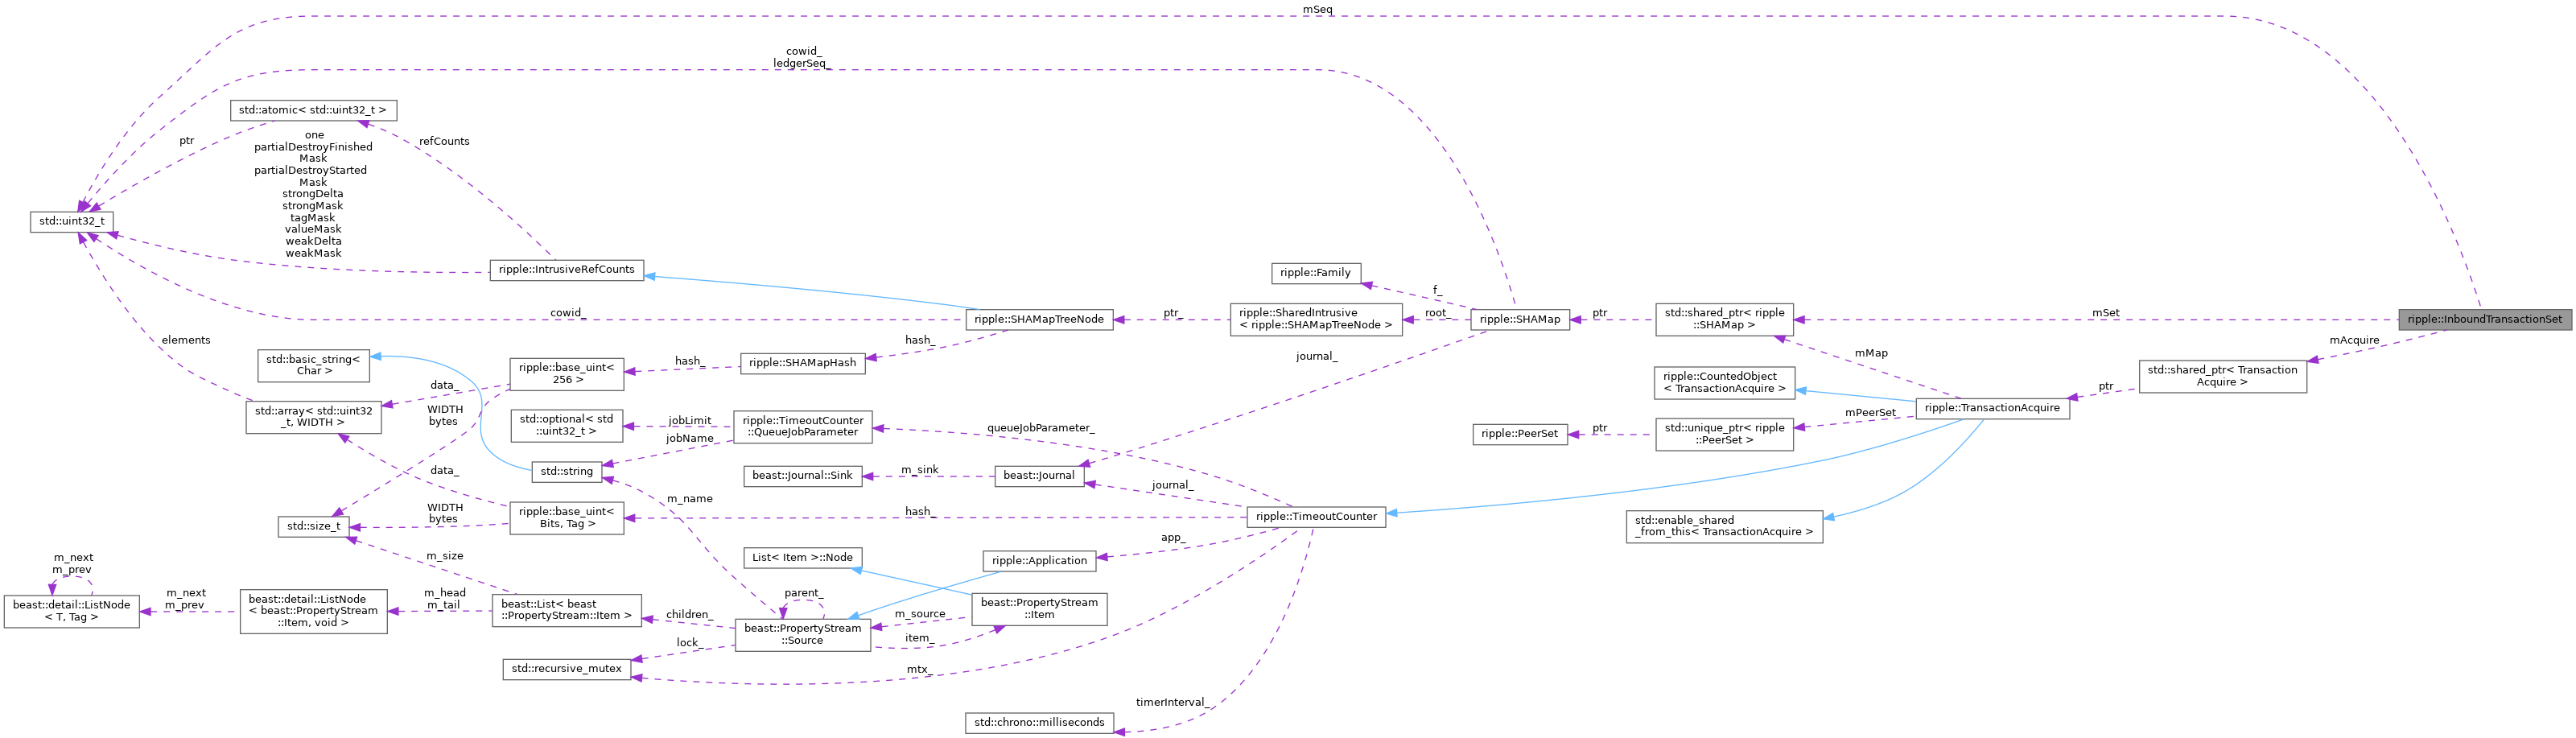 mSeq
cowid_
ledgerSeq_
std::atomic< std::uint32_t >
ptr
one
partialDestroyFinished
Mask
partialDestroyStarted
Mask
strongDelta
strongMask
tagMask
valueMask
weakDelta
weakMask
refCounts
std::uint32_t
ripple::IntrusiveRefCounts
ripple::Family
f_
cowid_
ripple::SHAMapTreeNode
ptr_
ripple::SharedIntrusive
< ripple::SHAMapTreeNode >
root_
ripple::SHAMap
ptr
std::shared_ptr< ripple
::SHAMap >
mSet
ripple::InboundTransactionSet
elements
hash_
journal_
mMap
mAcquire
std::basic_string<
Char >
ripple::base_uint<
256 >
hash_
ripple::SHAMapHash
std::shared_ptr< Transaction
Acquire >
ptr
data_
ripple::CountedObject
< TransactionAcquire >
ripple::TransactionAcquire
std::array< std::uint32
_t, WIDTH >
WIDTH
bytes
std::optional< std
::uint32_t >
jobLimit
jobName
ripple::TimeoutCounter
::QueueJobParameter
queueJobParameter_
ripple::PeerSet
ptr
std::unique_ptr< ripple
::PeerSet >
mPeerSet
data_
std::string
beast::Journal::Sink
m_sink
beast::Journal
journal_
m_name
std::size_t
WIDTH
bytes
ripple::base_uint<
Bits, Tag >
hash_
ripple::TimeoutCounter
std::enable_shared
_from_this< TransactionAcquire >
m_size
List< Item >::Node
ripple::Application
app_
m_next
m_prev
beast::detail::ListNode
< T, Tag >
m_next
m_prev
beast::detail::ListNode
< beast::PropertyStream
::Item, void >
m_head
m_tail
beast::List< beast
::PropertyStream::Item >
children_
parent_
beast::PropertyStream
::Source
m_source
item_
beast::PropertyStream
::Item
lock_
std::recursive_mutex
mtx_
timerInterval_
std::chrono::milliseconds